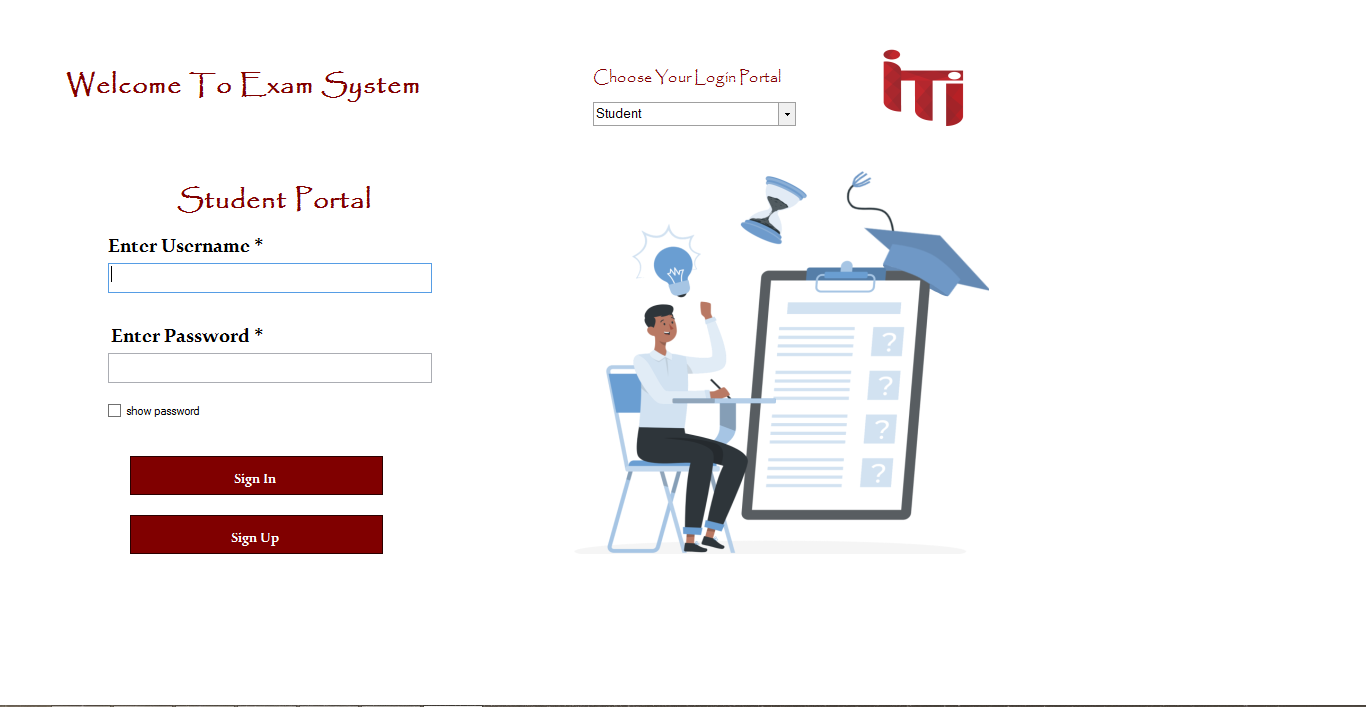 Welcome To Exam System
Choose Your Login Portal
Student
iTi
Student Portal
Enter Username *
Enter Password *
show password
Sign In
Sign Up
?
?
?
?